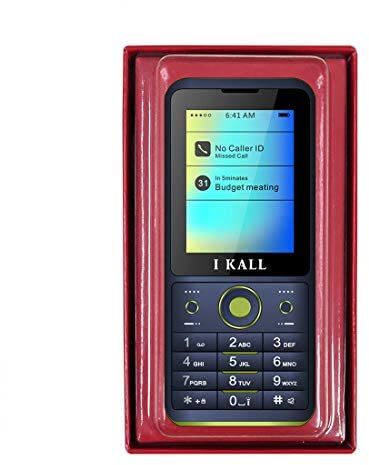 6:41 AM
No Caller ID
Missed Call
31
In 5minates
Budget meating
I KALL
1
2 ABC
3 DEF
4 GHI
5 JKL
6 MNO
7 PQRS
8 TUV
9 WXYZ
* +
0
#